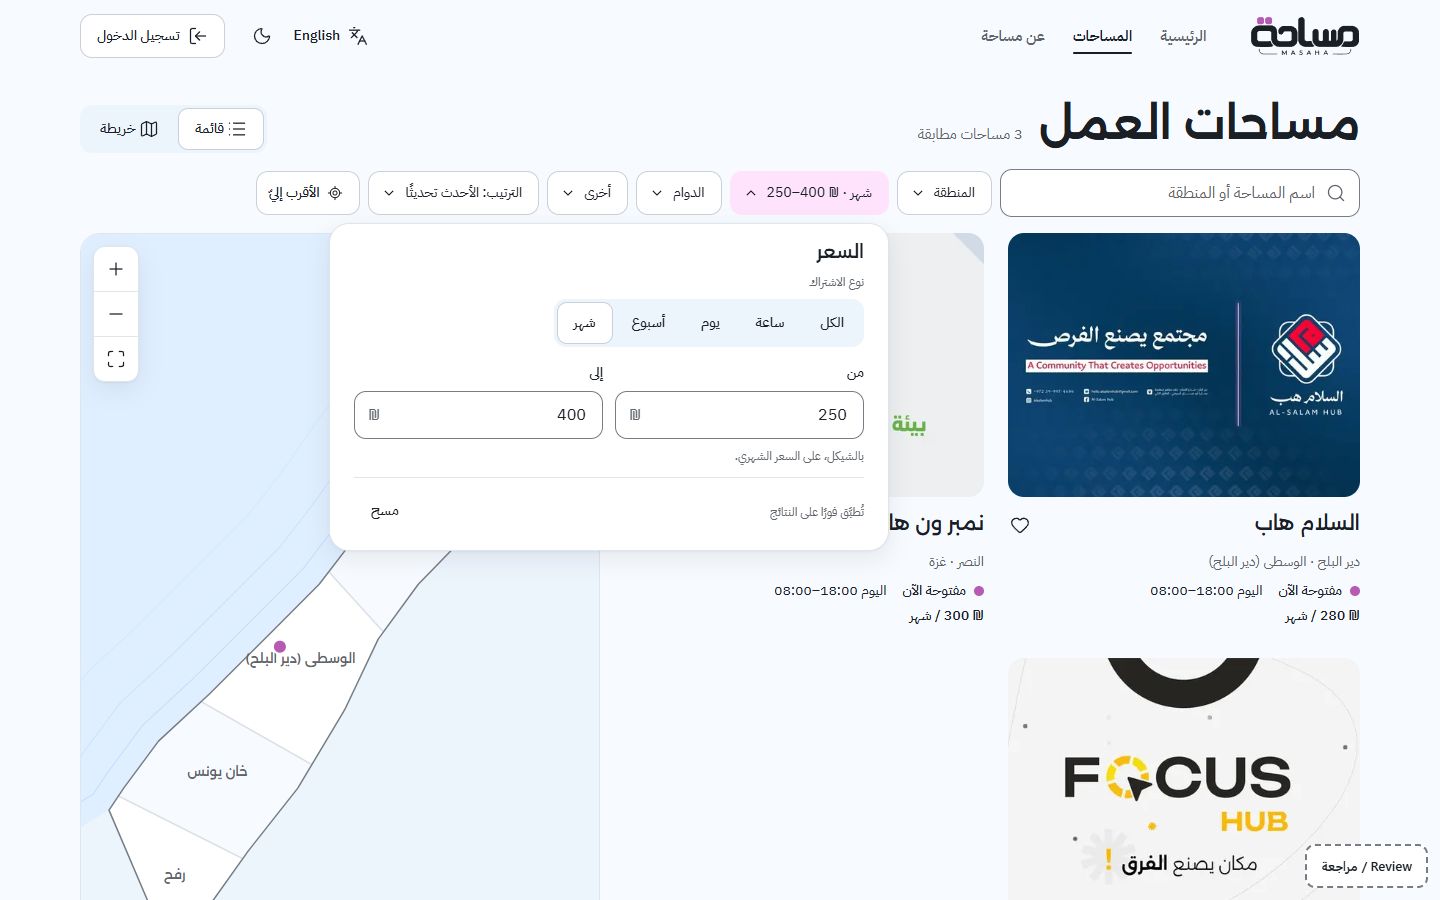 مساحة
MASAHA
الرئيسية
المساحات
عن مساحة
English
تسجيل الدخول
مساحات العمل
3 مساحات مطابقة
قائمة
خريطة
اسم المساحة أو المنطقة
المنطقة
شهر · ₪ 250–400
الدوام
أخرى
الترتيب: الأحدث تحديثًا
الأقرب إليّ
السعر
نوع الاشتراك
الكل
ساعة
يوم
أسبوع
شهر
من
إلى
250 ₪
400 ₪
بالشيكل، على السعر الشهري.
تُطبَّق فورًا على النتائج
مسح
مجتمع يصنع الفرص
A Community That Creates Opportunities
السلام هب
AL-SALAM HUB
بيئة
السلام هاب
دير البلح · الوسطى (دير البلح)
مفتوحة الآن
اليوم 08:00–18:00
₪ 280 / شهر
نمبر ون ها
النصر · غزة
مفتوحة الآن
اليوم 08:00–18:00
₪ 300 / شهر
FOCUS
HUB
مكان يصنع الفرق !
الوسطى (دير البلح)
خان يونس
رفح
مراجعة / Review